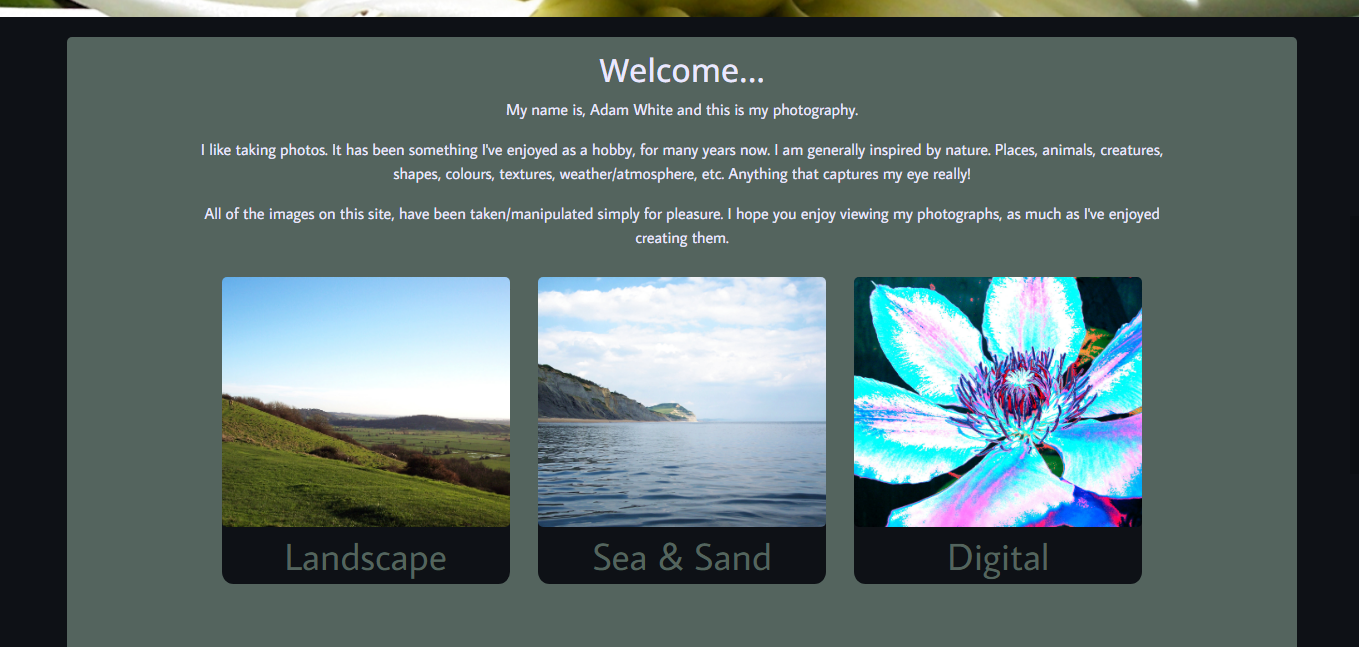 Welcome...
My name is, Adam White and this is my photography.
I like taking photos. It has been something I've enjoyed as a hobby, for many years now. I am generally inspired by nature. Places, animals, creatures,
shapes, colours, textures, weather/atmosphere, etc. Anything that captures my eye really!
All of the images on this site, have been taken/manipulated simply for pleasure. I hope you enjoy viewing my photographs, as much as I've enjoyed
creating them.
Landscape
Sea & Sand
Digital